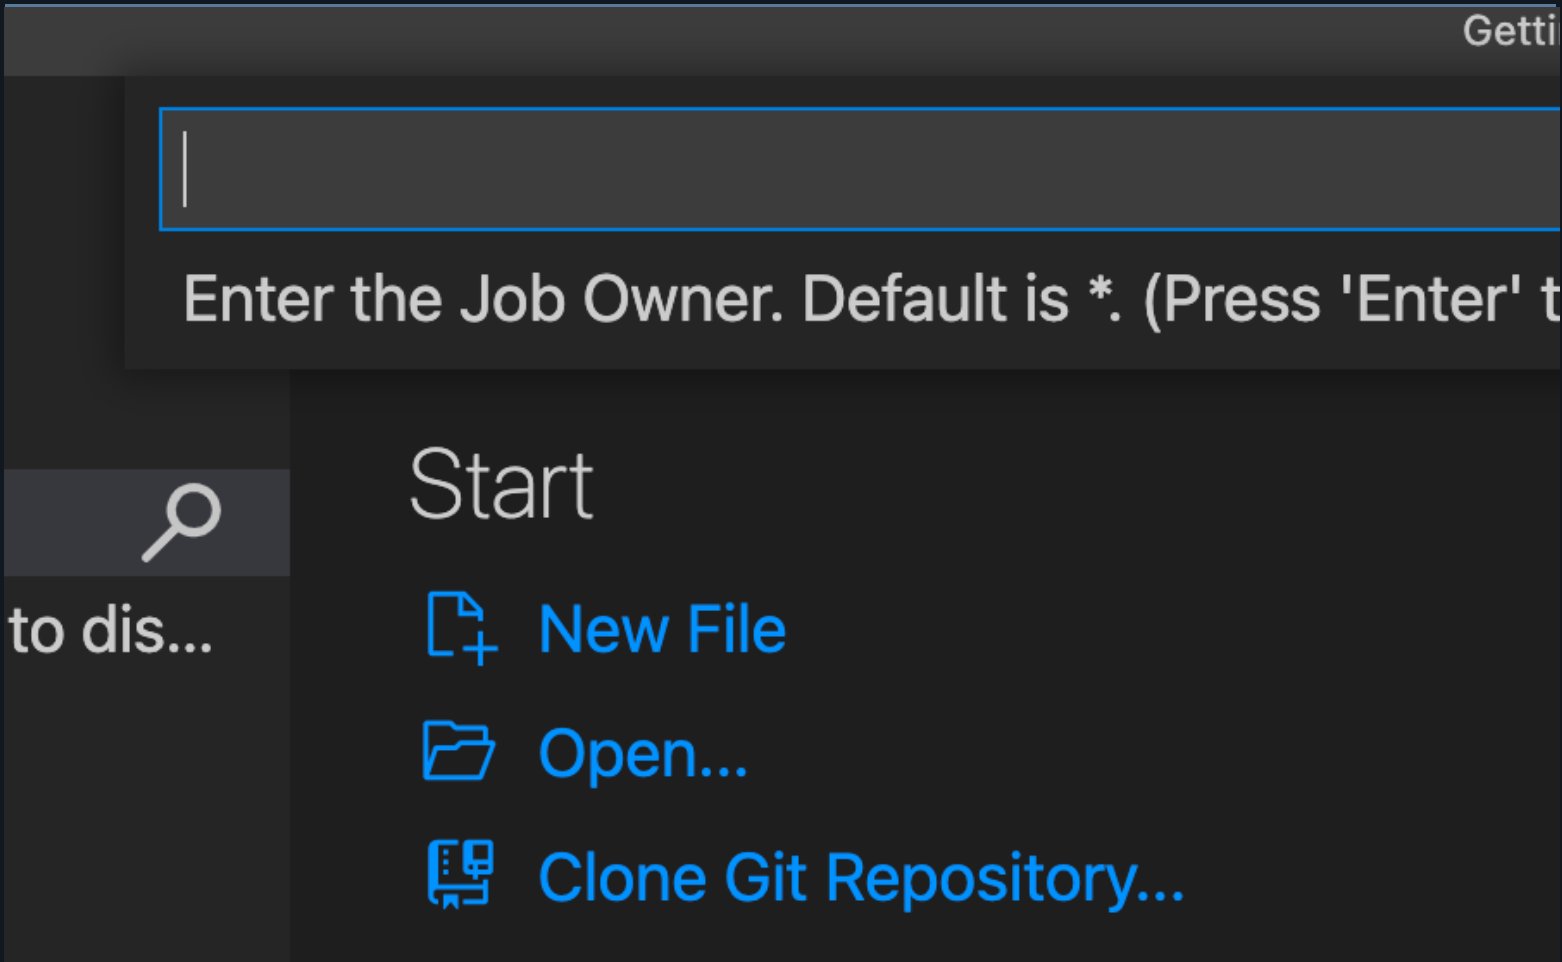 Getti
Enter the Job Owner. Default is *. (Press 'Enter' t
Start
to dis...
New File
Open...
Clone Git Repository...